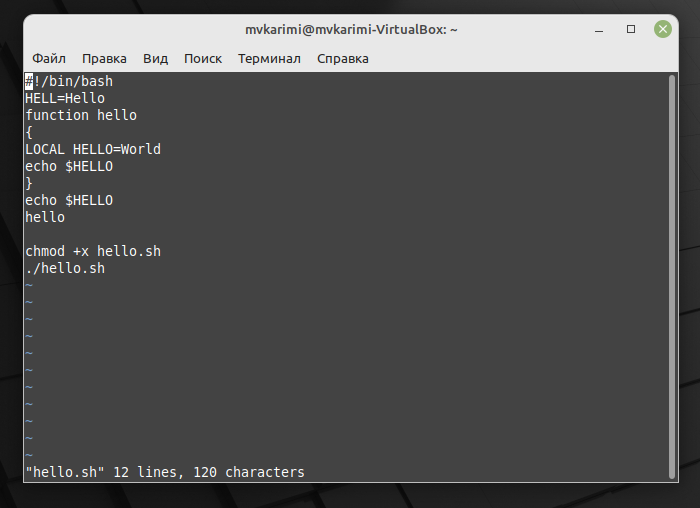 mvkarimi@mvkarimi-VirtualBox: ~
Файл Правка Вид Поиск Терминал Справка
#!/bin/bash
HELL=Hello
function hello
{
LOCAL HELLO=World
echo $HELLO
}
echo $HELLO
hello
chmod +x hello.sh
./hello.sh
~
~
~
~
~
~
~
~
~
~
~
"hello.sh" 12 lines, 120 characters